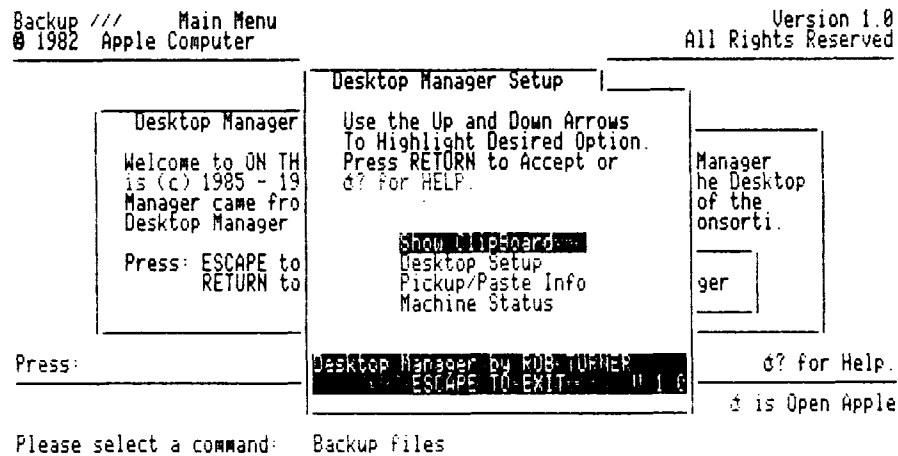 Backup /// Main Menu
Version 1.0
© 1982 Apple Computer
All Rights Reserved
Desktop Manager Setup
Use the Up and Down Arrows
To Highlight Desired Option.
Press RETURN to Accept or
? for HELP.
Show ClipBoard
Desktop Setup
Pickup/Paste Info
Machine Status
Desktop Manager by ROB TURNER
ESCAPE TO EXIT V 1.0
Desktop Manager
Welcome to ON TH
is (c) 1985 - 19
Manager came fro
Desktop Manager
Press: ESCAPE to
RETURN to
Manager
he Desktop
of the
onsorti.
ger
Press:
? for Help.
is Open Apple
Please select a command: Backup files